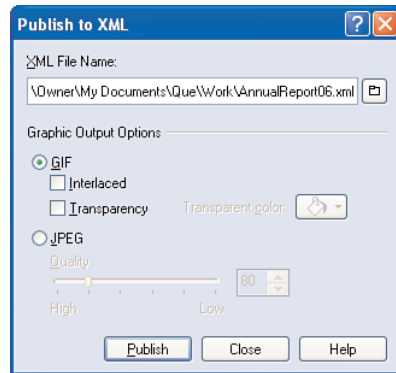 Publish to XML
XML File Name:
\Owner\My Documents\Que\Work\AnnualReport06.xml
Graphic Output Options
GIF
Interlaced
Transparency Transparent color:
JPEG
Quality
80
High Low
Publish Close Help